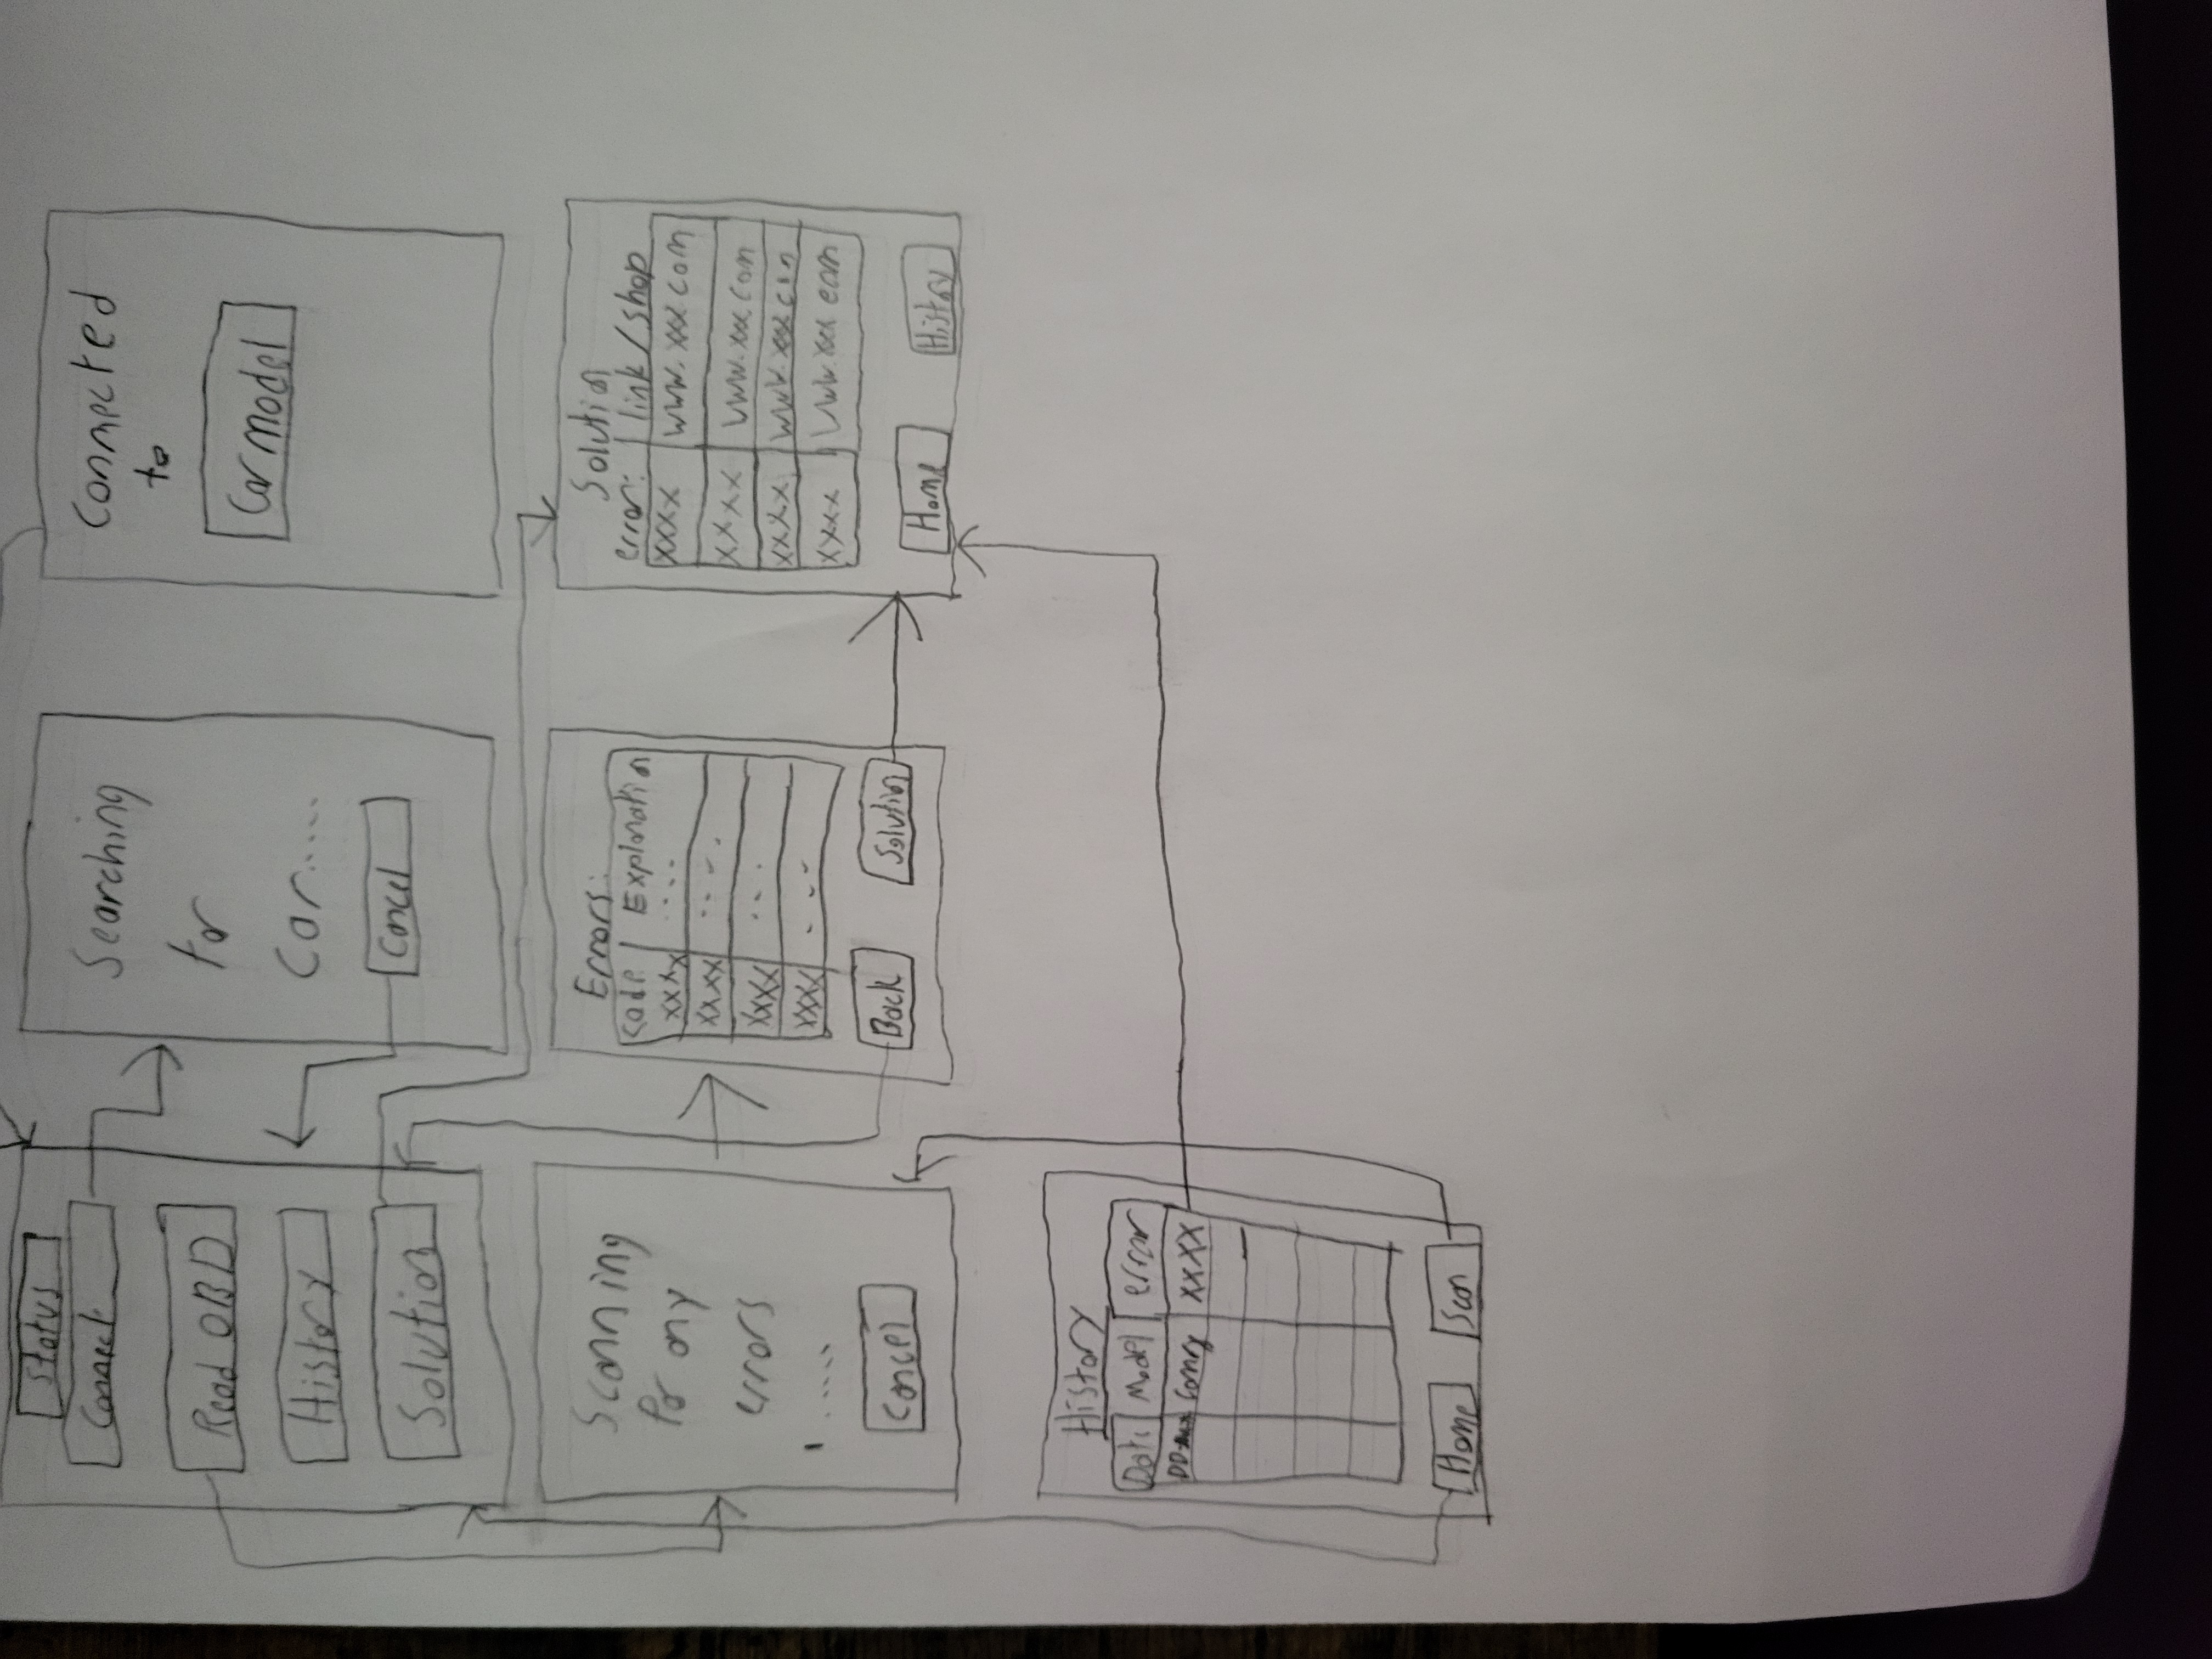 Status
Connect
Read OBD
History
Solution
Searching
for
Car.....
Cancel
Connected
to
Car model
Scanning
for any
errors
.....
Cancel
Errors:
Code Explanation
xxxx ....
xxxx ....
xxxx ...
xxxx ...
Back Solution
Solution
error: link/shop
xxxx www.xxx.com
xxxx www.xxx.com
xxxx www.xxx.com
xxxx www.xxx.com
Home History
History
Date Model error
Camry xxxx
Home Scan